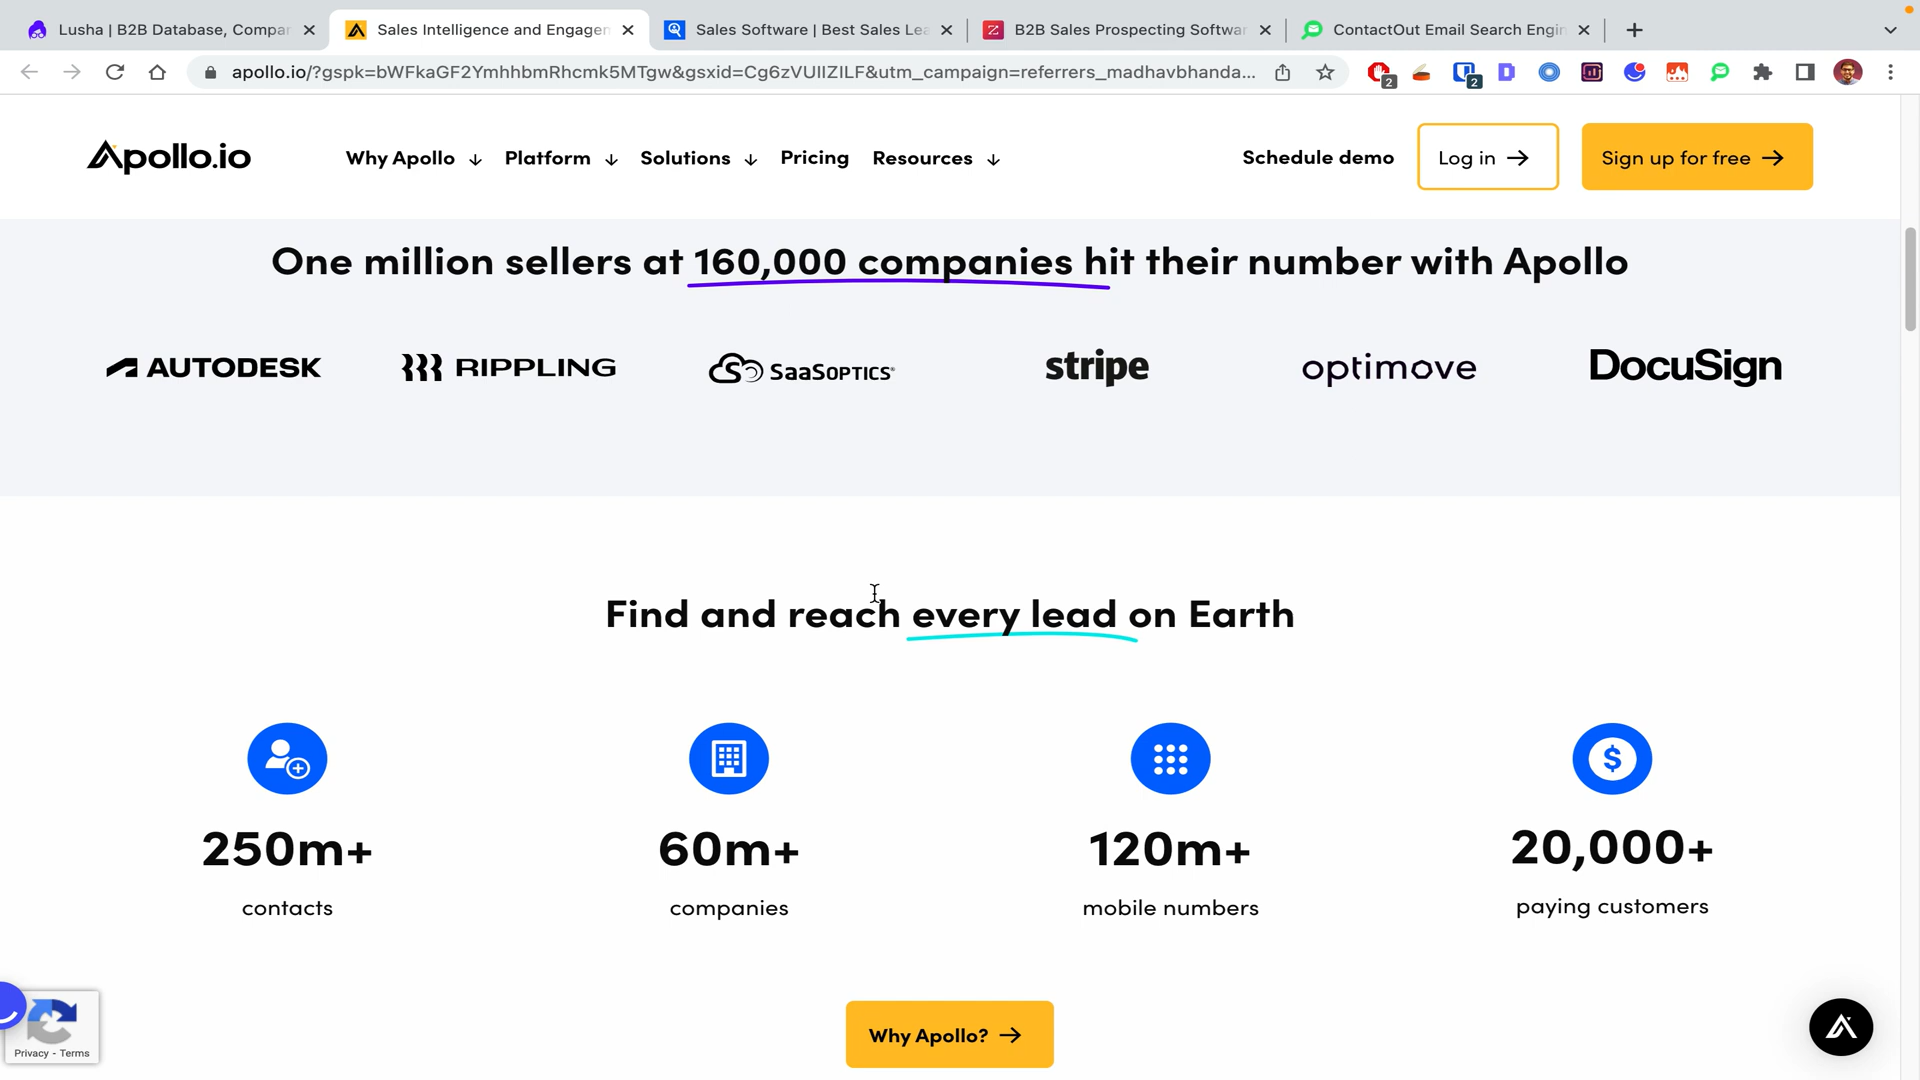 Lusha | B2B Database, Compan
Sales Intelligence and Engagem
Sales Software | Best Sales Lea
B2B Sales Prospecting Softwar
ContactOut Email Search Engin
apollo.io/?gspk=bWFkaGF2YmhhbmRhcmk5MTgw&gsxid=Cg6zVUIIZILF&utm_campaign=referrers_madhavbhanda...
2
2
Apollo.io
Why Apollo
Platform
Solutions
Pricing
Resources
Schedule demo
Log in
Sign up for free
One million sellers at 160,000 companies hit their number with Apollo
AUTODESK
RIPPLING
SaaSOPTICS
stripe
optimove
DocuSign
Find and reach every lead on Earth
250m+
60m+
120m+
20,000+
contacts
companies
mobile numbers
paying customers
Why Apollo?
Privacy - Terms